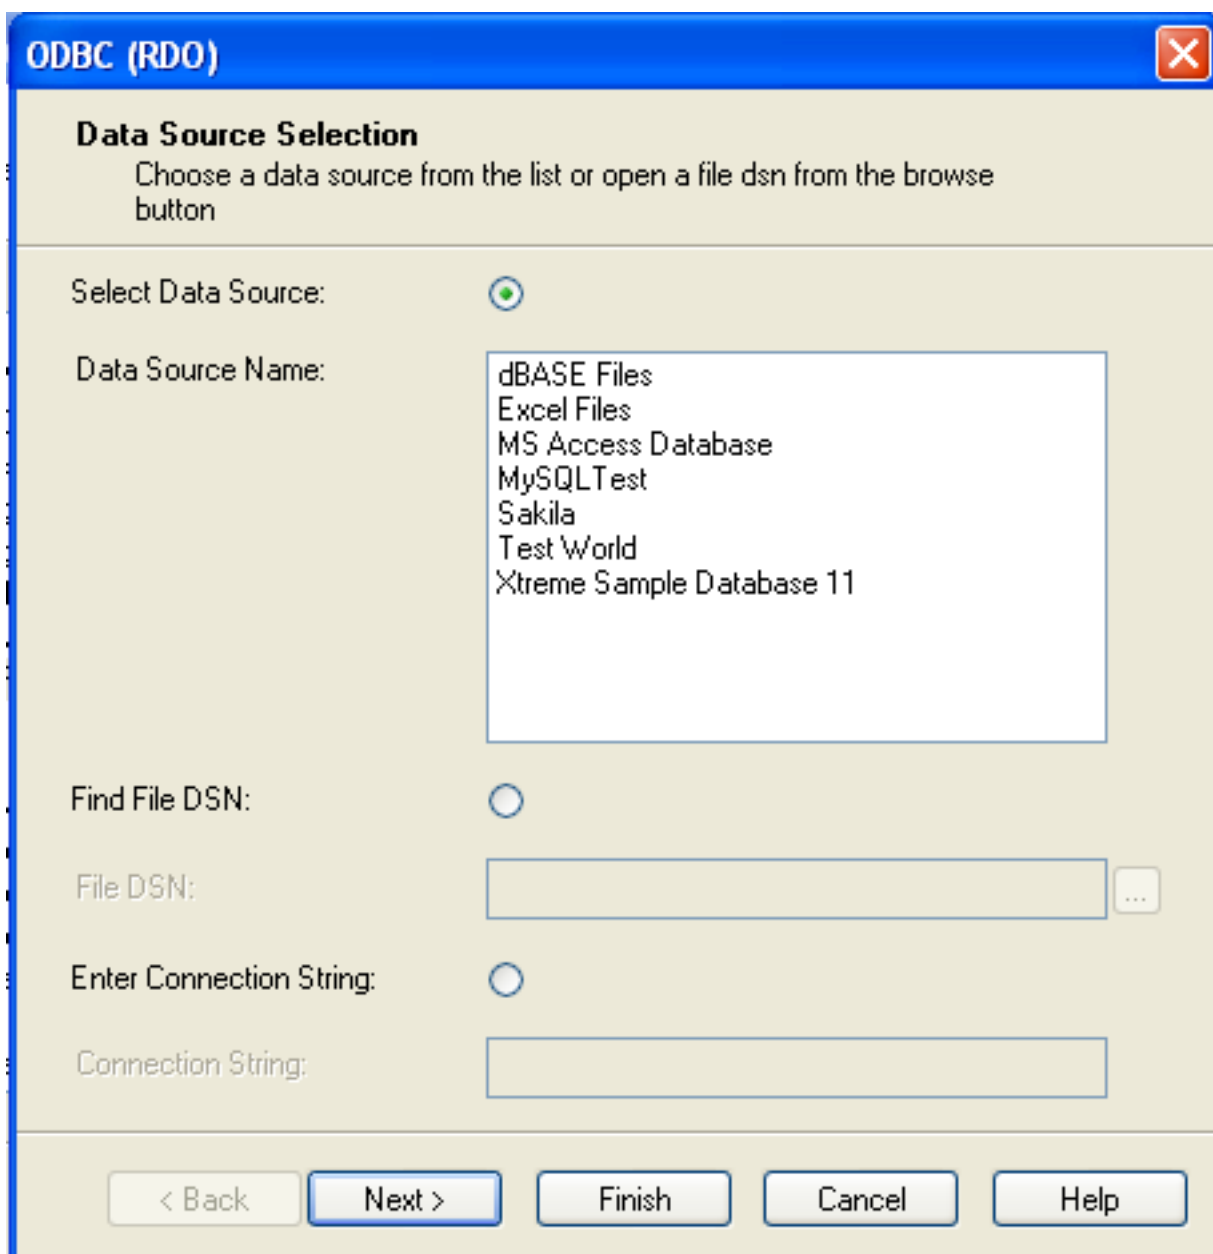 ODBC (RDO)
Data Source Selection
Choose a data source from the list or open a file dsn from the browse
button
Select Data Source:
Data Source Name:
dBASE Files
Excel Files
MS Access Database
MySQLTest
Sakila
Test World
Xtreme Sample Database 11
Find File DSN:
File DSN:
...
Enter Connection String:
Connection String:
< Back
Next >
Finish
Cancel
Help